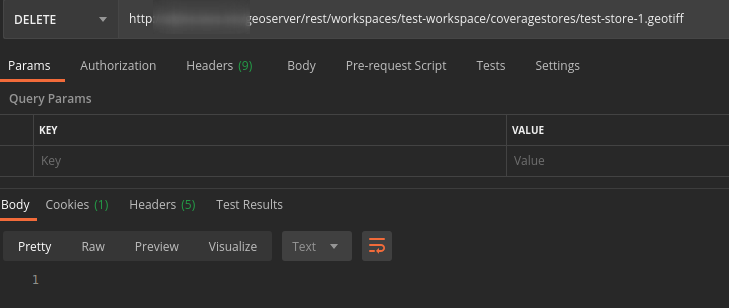 DELETE http geoserver/rest/workspaces/test-workspace/coveragestores/test-store-1.geotiff
Params Authorization Headers (9) Body Pre-request Script Tests Settings
Query Params
KEY VALUE
Key Value
Body Cookies (1) Headers (5) Test Results
Pretty Raw Preview Visualize Text
1